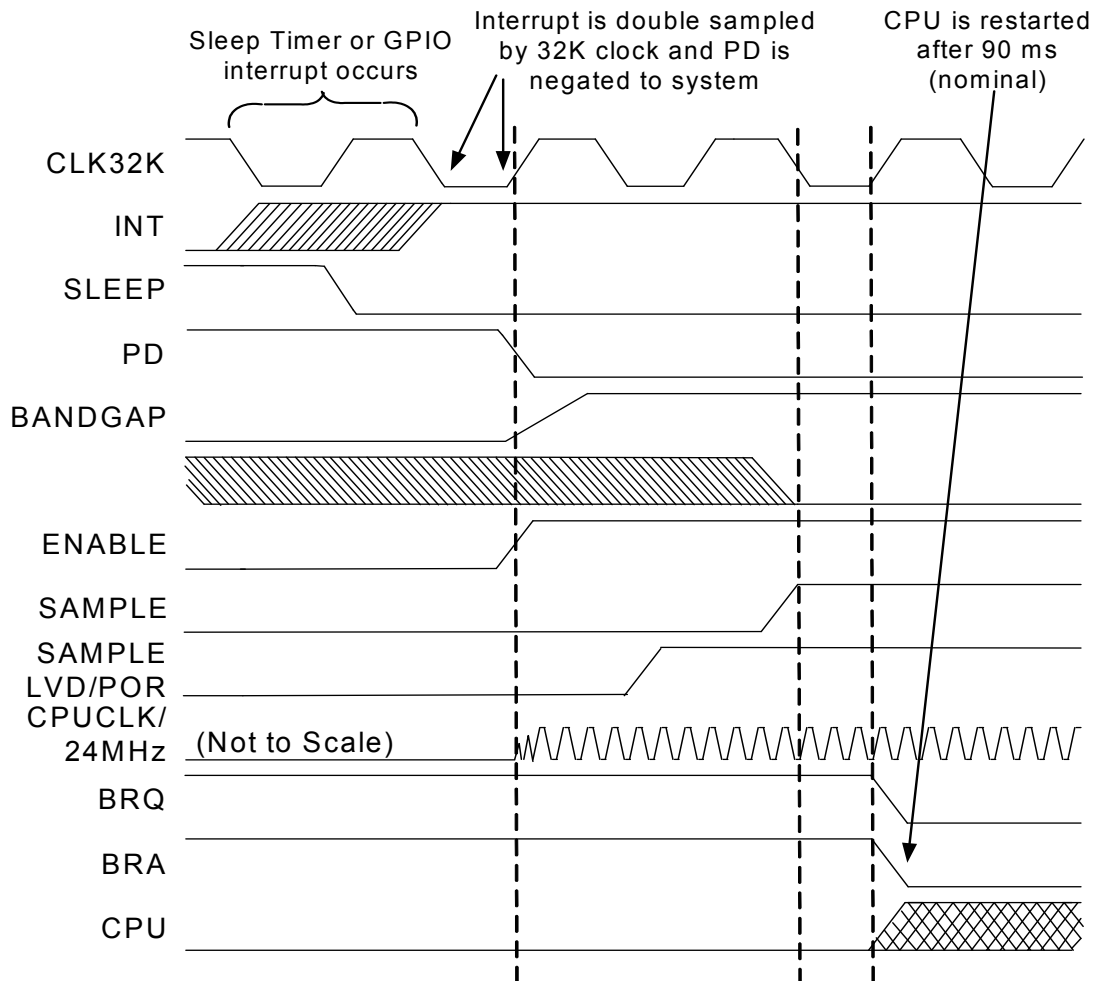 Sleep Timer or GPIO
interrupt occurs
Interrupt is double sampled
by 32K clock and PD is
negated to system
CPU is restarted
after 90 ms
(nominal)
CLK32K
INT
SLEEP
PD
BANDGAP
ENABLE
SAMPLE
SAMPLE
LVD/POR
CPUCLK/
24MHz
(Not to Scale)
BRQ
BRA
CPU